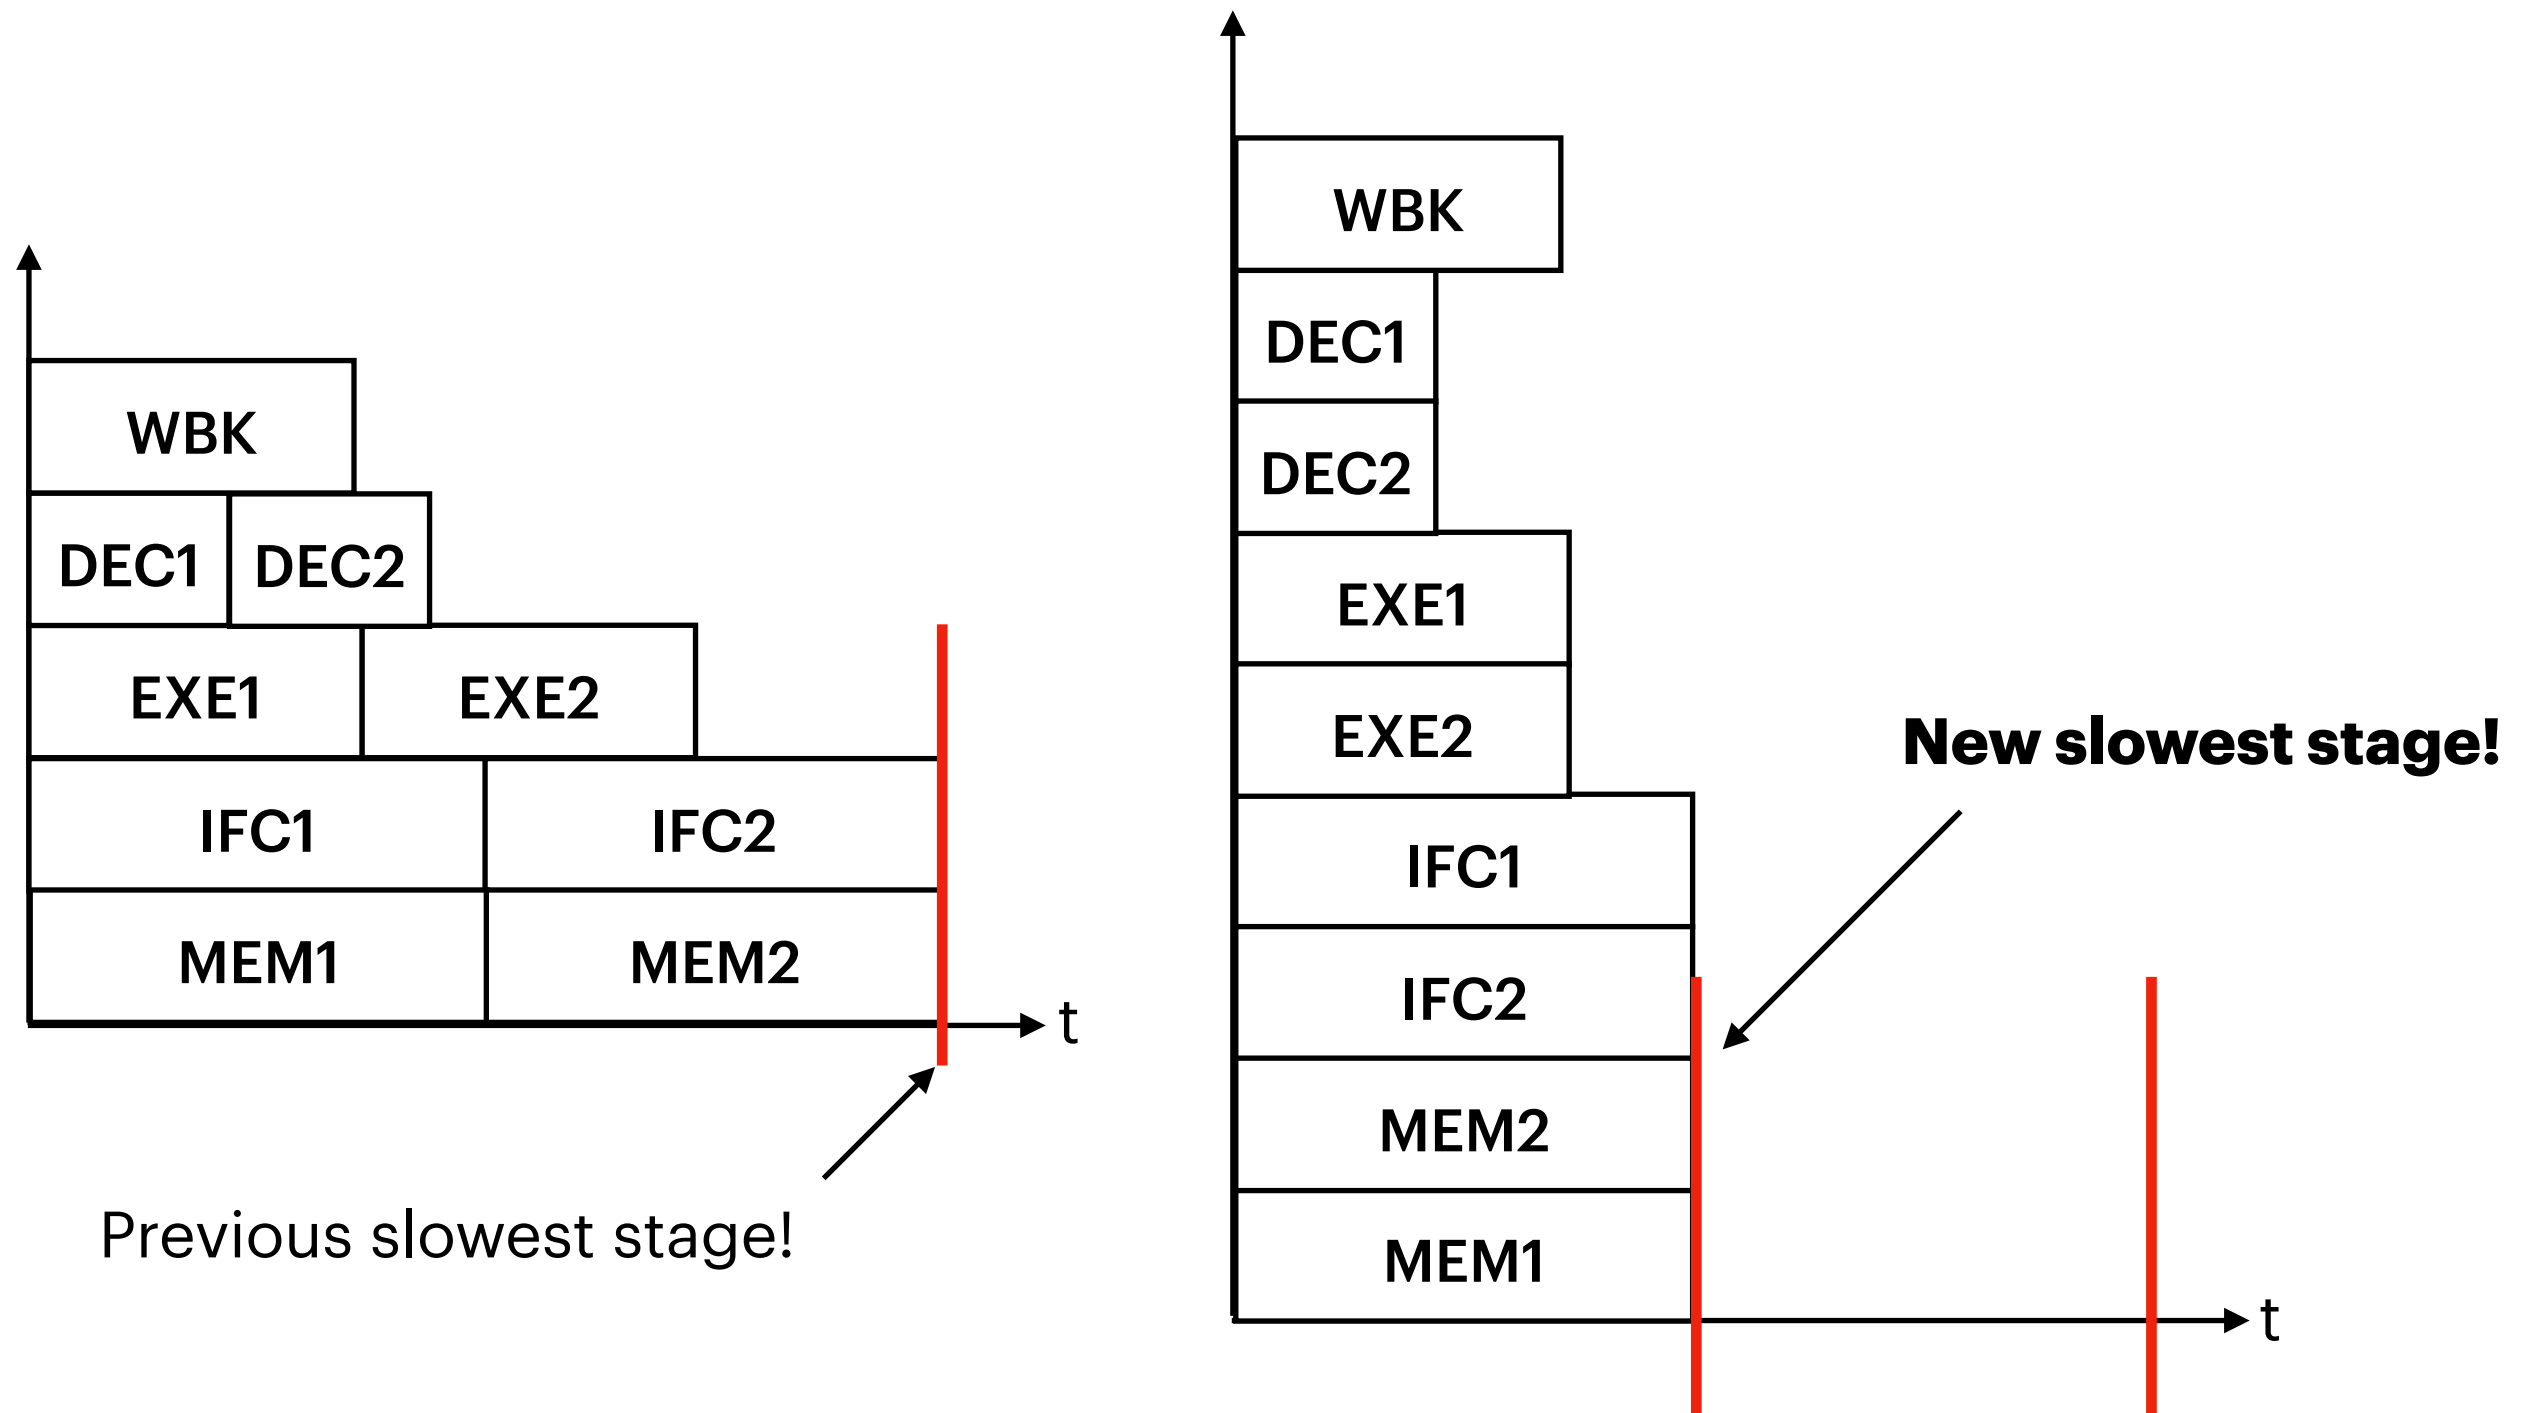 WBK
DEC1 DEC2
EXE1 EXE2
IFC1 IFC2
MEM1 MEM2
t
Previous slowest stage!
WBK
DEC1
DEC2
EXE1
EXE2
IFC1
IFC2
MEM2
MEM1
t
New slowest stage!